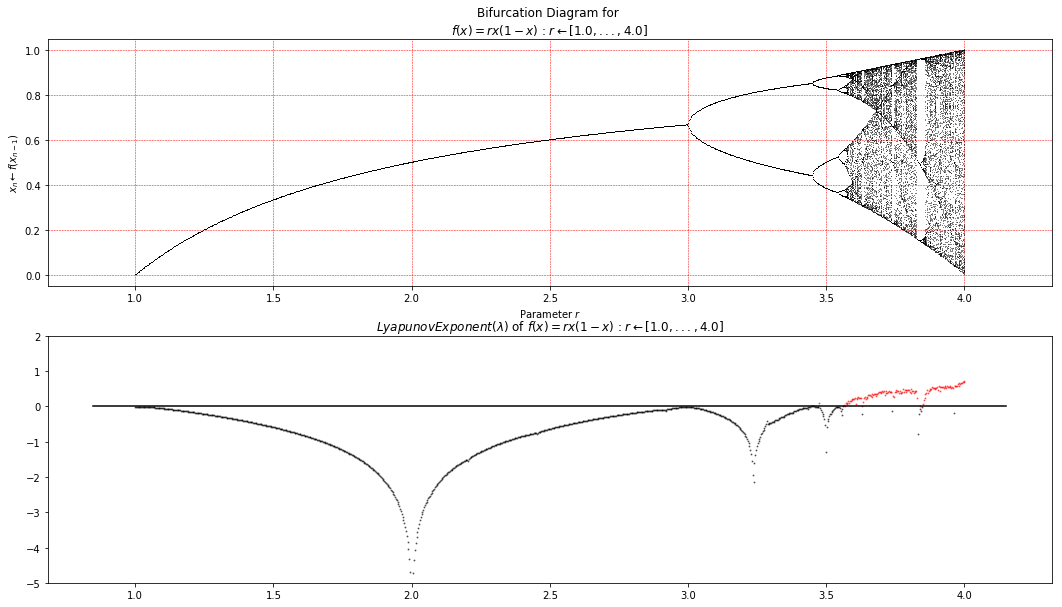 Bifurcation Diagram for
f(x) = rx(1 − x) : r ← [1.0, . . . , 4.0]
1.0
0.8
0.6
0.4
0.2
0.0
xₙ ← f(xₙ₋₁)
1.0 1.5 2.0 2.5 3.0 3.5 4.0
Parameter r
LyapunovExponent(λ) of f(x) = rx(1 − x) : r ← [1.0, . . . , 4.0]
2
1
0
−1
−2
−3
−4
−5
1.0 1.5 2.0 2.5 3.0 3.5 4.0